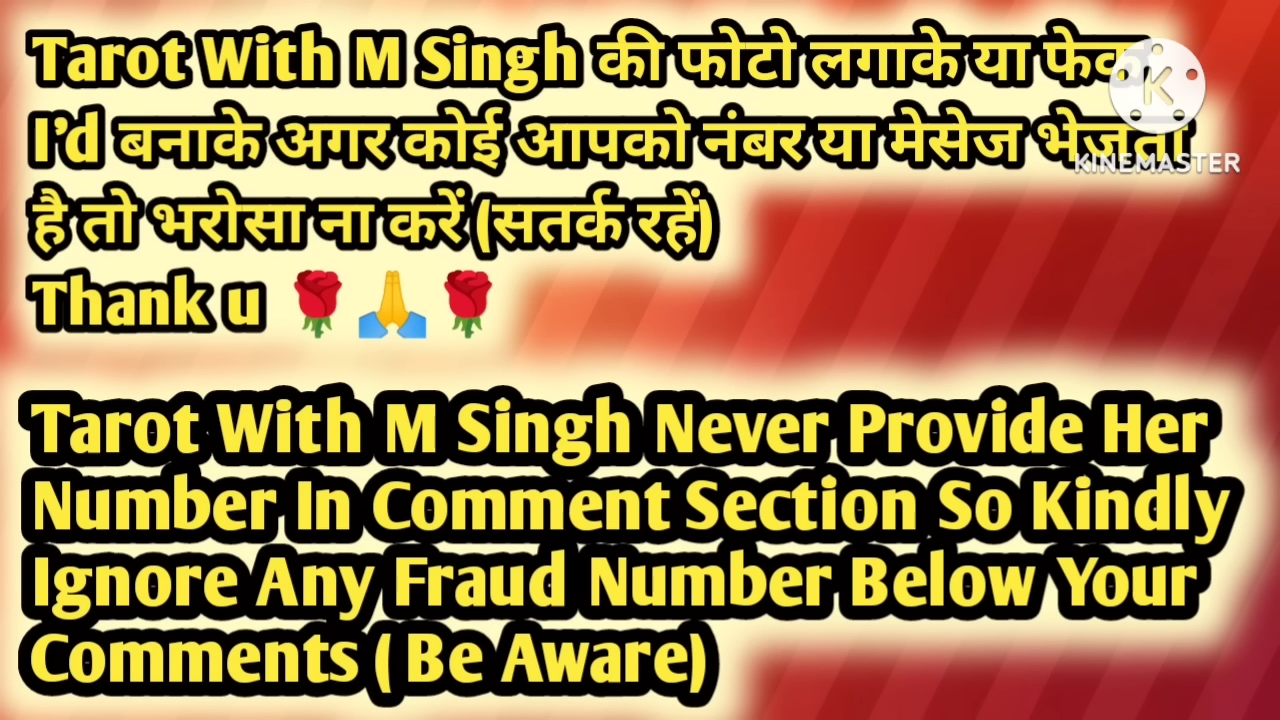 Tarot With M Singh की फोटो लगाके या फेक
I'd बनाके अगर कोई आपको नंबर या मेसेज भेजता
है तो भरोसा ना करें (सतर्क रहें)
Thank u 🌹🙏🌹
Tarot With M Singh Never Provide Her
Number In Comment Section So Kindly
Ignore Any Fraud Number Below Your
Comments ( Be Aware)
K
KINEMASTER